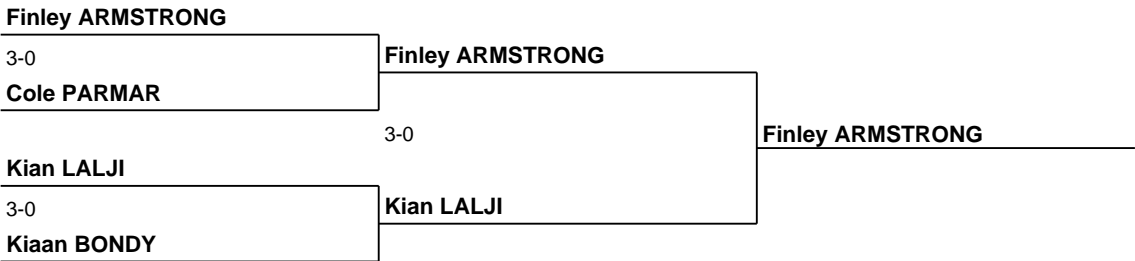 Finley ARMSTRONG
3-0
Cole PARMAR
Finley ARMSTRONG
3-0
Kian LALJI
3-0
Kiaan BONDY
Kian LALJI
Finley ARMSTRONG